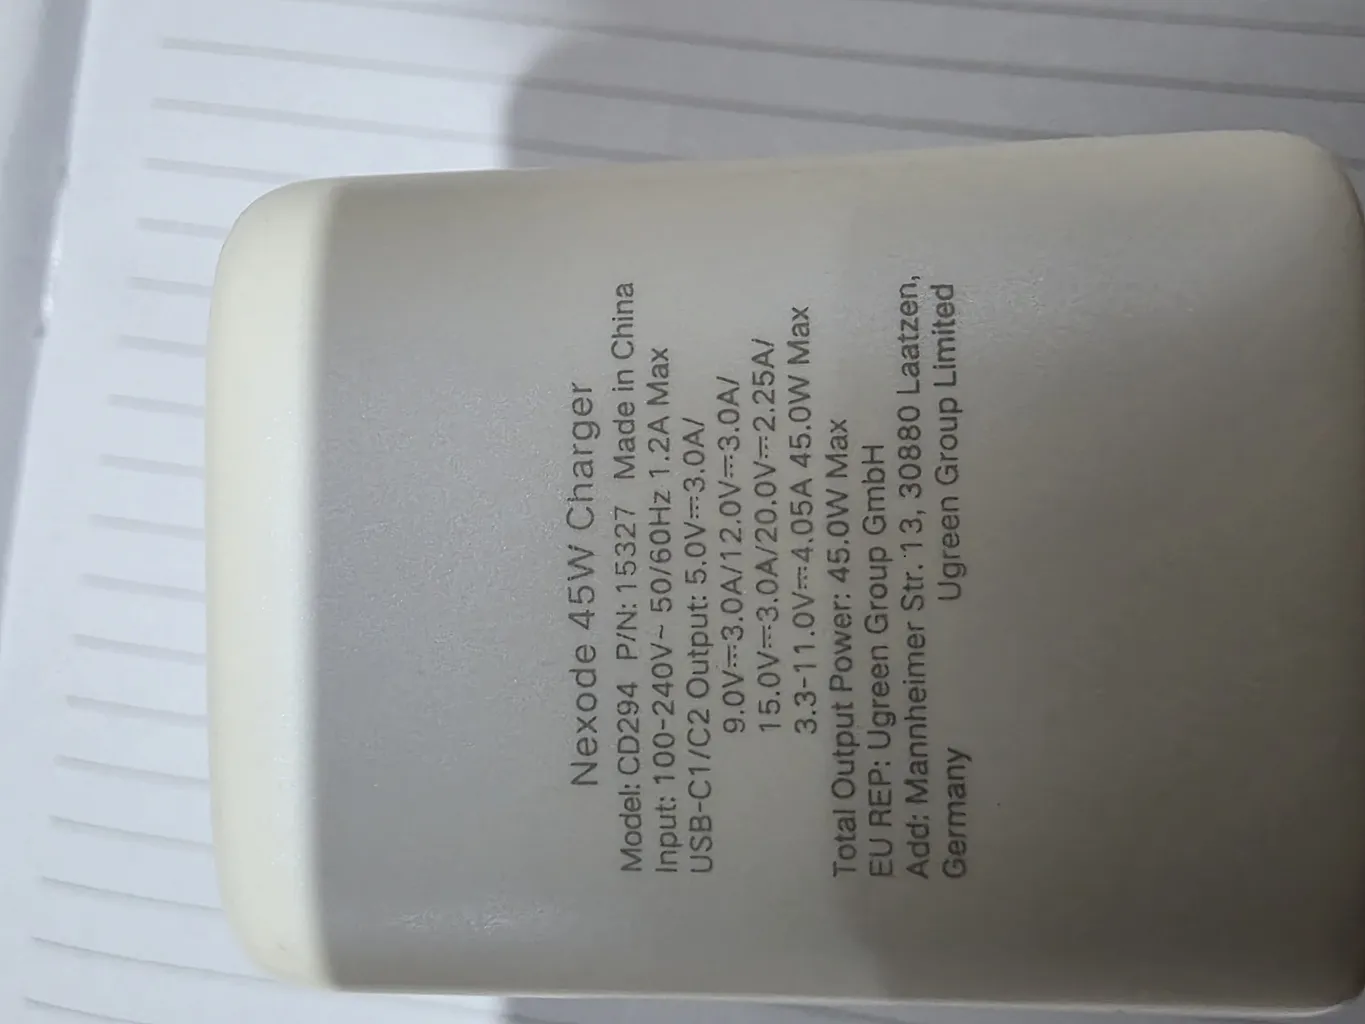 Nexode 45W Charger
Model: CD294 P/N: 15327 Made in China
Input: 100-240V~ 50/60Hz 1.2A Max
USB-C1/C2 Output: 5.0V⎓3.0A/
9.0V⎓3.0A/12.0V⎓3.0A/
15.0V⎓3.0A/20.0V⎓2.25A/
3.3-11.0V⎓4.05A 45.0W Max
Total Output Power: 45.0W Max
EU REP: Ugreen Group GmbH
Add: Mannheimer Str. 13, 30880 Laatzen,
Germany Ugreen Group Limited